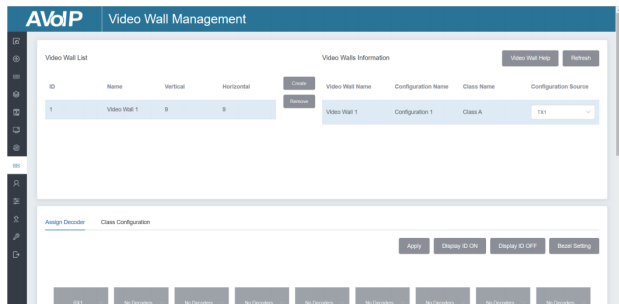 AVoIP Video Wall Management
Video Wall List
Video Walls Information
Video Wall Help
Refresh
ID Name Vertical Horizontal
Create
Remove
Video Wall Name Configuration Name Class Name Configuration Source
1 Video Wall 1 9 9
Video Wall 1 Configuration 1 Class A
Assign Decoder Class Configuration
Apply Display ID ON Display ID OFF Bezel Setting
No Decoders No Decoders No Decoders No Decoders No Decoders No Decoders No Decoders